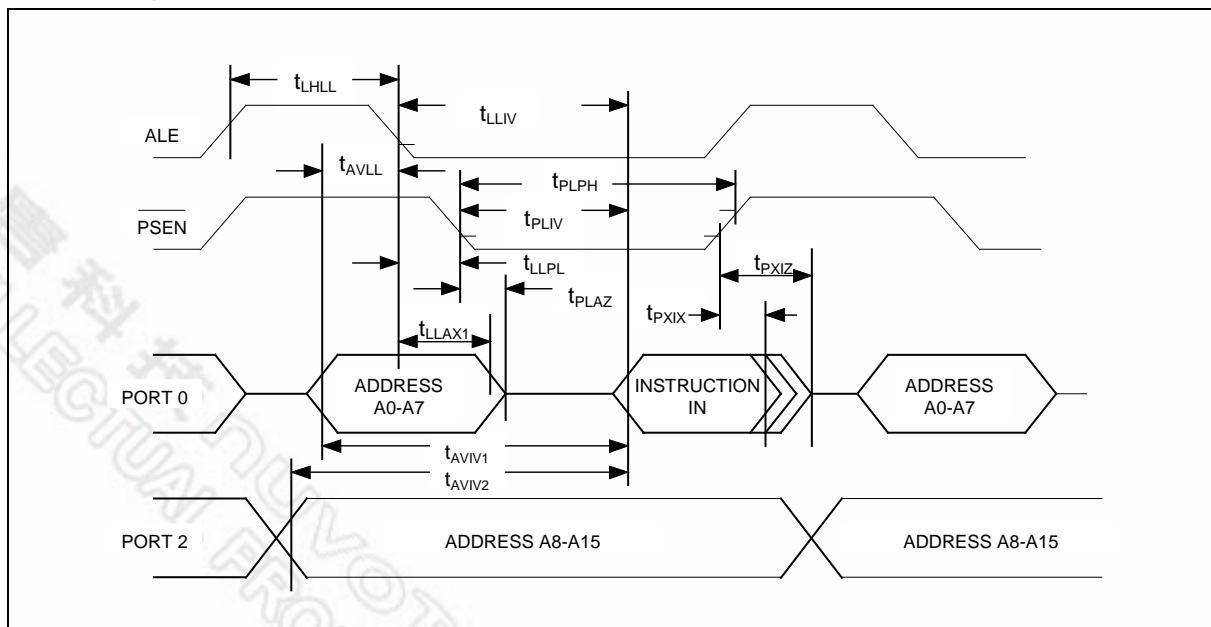 tLHLL
tLLIV
ALE
tAVLL
tPLPH
PSEN
tPLIV
tLLPL
tPLAZ
tPXIZ
tPXIX
tLLAX1
PORT 0
ADDRESS
A0-A7
INSTRUCTION
IN
ADDRESS
A0-A7
tAVIV1
tAVIV2
PORT 2
ADDRESS A8-A15
ADDRESS A8-A15